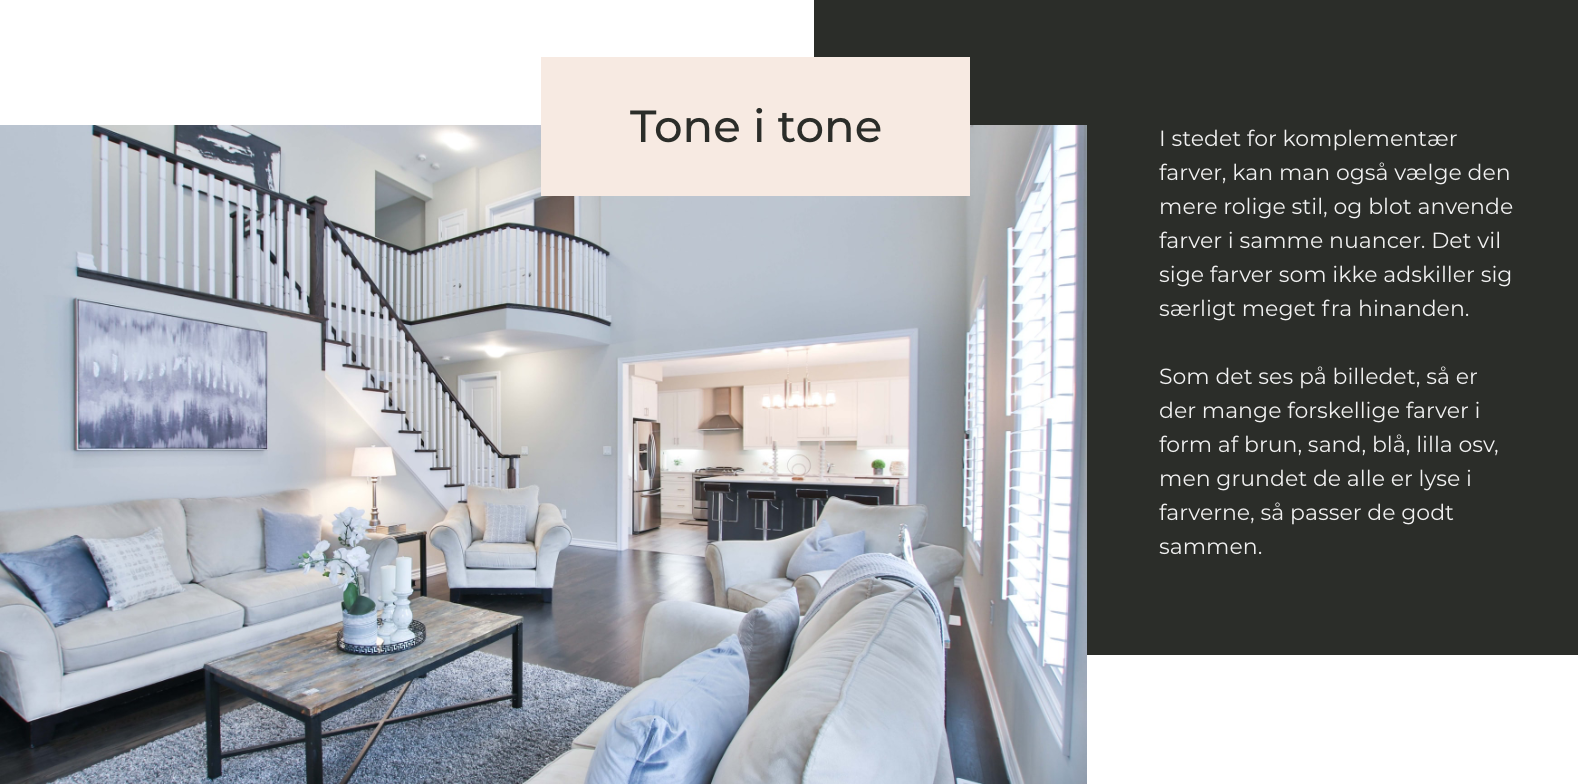 Tone i tone
I stedet for komplementær
farver, kan man også vælge den
mere rolige stil, og blot anvende
farver i samme nuancer. Det vil
sige farver som ikke adskiller sig
særligt meget fra hinanden.
Som det ses på billedet, så er
der mange forskellige farver i
form af brun, sand, blå, lilla osv,
men grundet de alle er lyse i
farverne, så passer de godt
sammen.